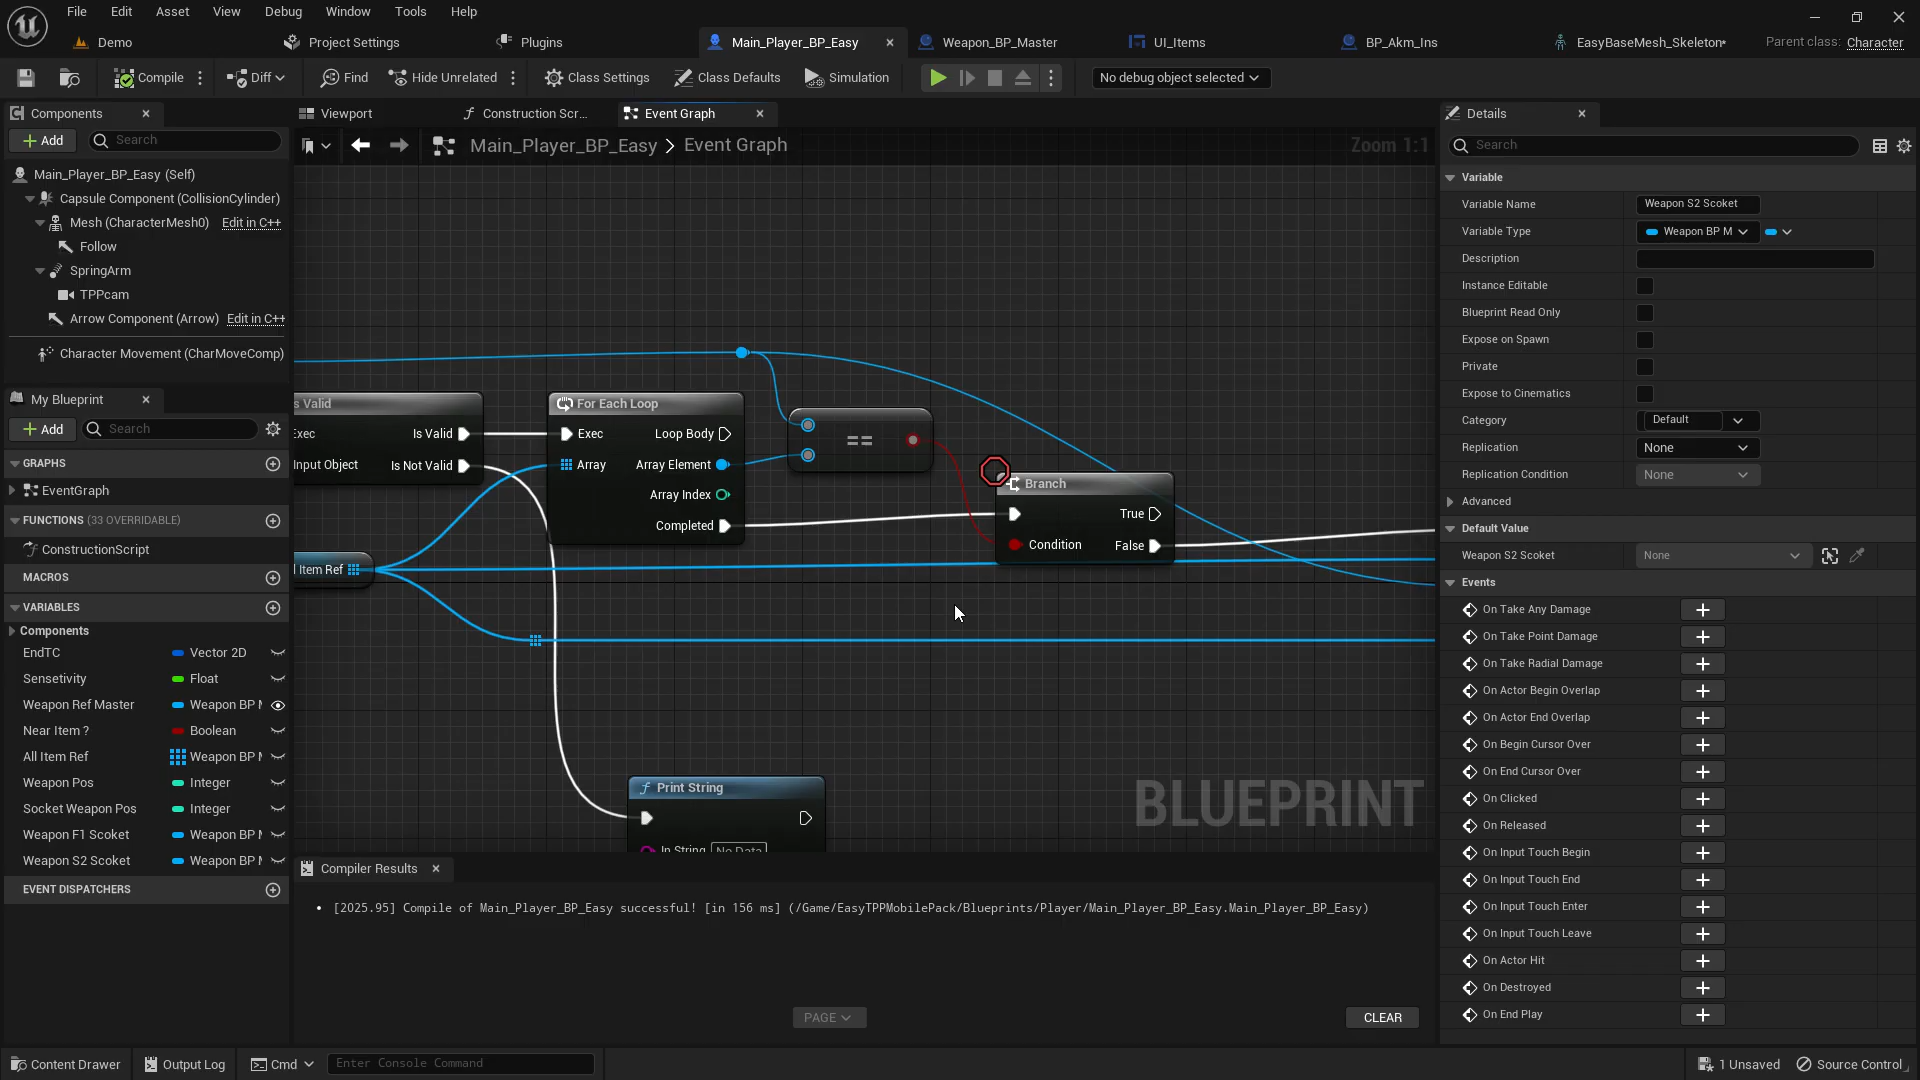 File Edit Asset View Debug Window Tools Help
Demo Project Settings Plugins Main_Player_BP_Easy Weapon_BP_Master UI_Items BP_Akm_Ins EasyBaseMesh_Skeleton* Parent class: Character
Compile Diff Find Hide Unrelated Class Settings Class Defaults Simulation No debug object selected
Components
Add Search
Main_Player_BP_Easy (Self)
Capsule Component (CollisionCylinder)
Mesh (CharacterMesh0) Edit in C++
Follow
SpringArm
TPPcam
Arrow Component (Arrow) Edit in C++
Character Movement (CharMoveComp)
My Blueprint
Add Search
GRAPHS
EventGraph
FUNCTIONS (33 OVERRIDABLE)
ConstructionScript
MACROS
VARIABLES
Components
EndTC Vector 2D
Sensetivity Float
Weapon Ref Master Weapon BP
Near Item ? Boolean
All Item Ref Weapon BP
Weapon Pos Integer
Socket Weapon Pos Integer
Weapon F1 Scoket Weapon BP
Weapon S2 Scoket Weapon BP
EVENT DISPATCHERS
Viewport Construction Scr... Event Graph
Main_Player_BP_Easy > Event Graph Zoom 1:1
s Valid
Exec Is Valid
Input Object Is Not Valid
For Each Loop
Exec Loop Body
Array Array Element
Array Index
Completed
==
Branch
True
Condition False
Item Ref
Print String
In String No Data
BLUEPRINT
Compiler Results
• [2025.95] Compile of Main_Player_BP_Easy successful! [in 156 ms] (/Game/EasyTPPMobilePack/Blueprints/Player/Main_Player_BP_Easy.Main_Player_BP_Easy)
PAGE CLEAR
Details
Search
Variable
Variable Name Weapon S2 Scoket
Variable Type Weapon BP M
Description
Instance Editable
Blueprint Read Only
Expose on Spawn
Private
Expose to Cinematics
Category Default
Replication None
Replication Condition None
Advanced
Default Value
Weapon S2 Scoket None
Events
On Take Any Damage
On Take Point Damage
On Take Radial Damage
On Actor Begin Overlap
On Actor End Overlap
On Begin Cursor Over
On End Cursor Over
On Clicked
On Released
On Input Touch Begin
On Input Touch End
On Input Touch Enter
On Input Touch Leave
On Actor Hit
On Destroyed
On End Play
Content Drawer Output Log Cmd Enter Console Command 1 Unsaved Source Control